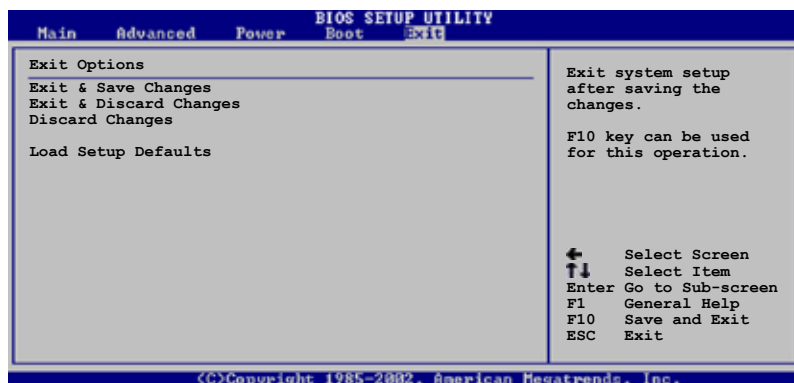 BIOS SETUP UTILITY
Main Advanced Power Boot Exit
Exit Options
Exit & Save Changes
Exit & Discard Changes
Discard Changes
Load Setup Defaults
Exit system setup
after saving the
changes.
F10 key can be used
for this operation.
← Select Screen
↑↓ Select Item
Enter Go to Sub-screen
F1 General Help
F10 Save and Exit
ESC Exit
(C)Copyright 1985-2002, American Megatrends, Inc.